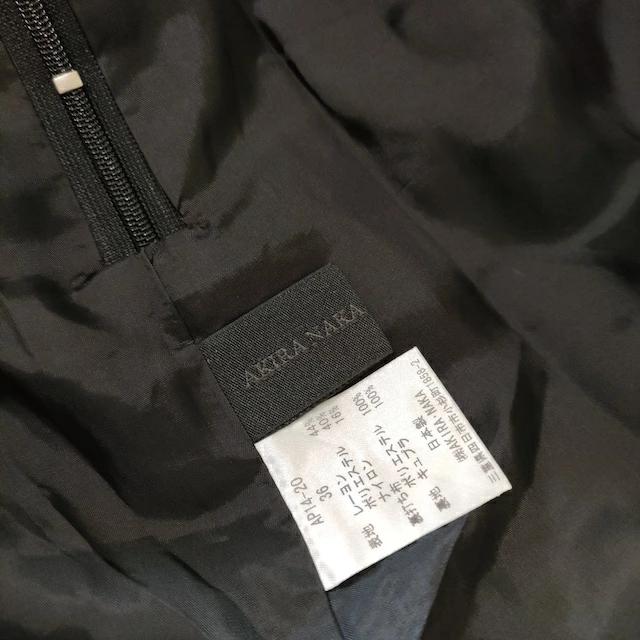 AKIRA NAKA
AP14-20
36
表地 レーヨン 44%
ポリエステル 40%
ナイロン 16%
裏打ち布 ポリエステル 100%
裏地 キュプラ 100%
日本製
㈱AKIRA NAKA